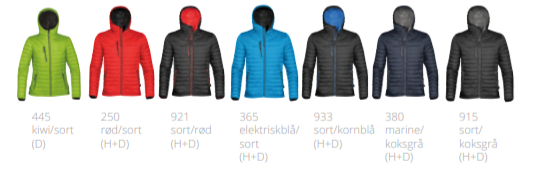 445
kiwi/sort
(D)
250
rød/sort
(H+D)
921
sort/rød
(H+D)
365
elektriskblå/
sort
(H+D)
933
sort/kornblå
(H+D)
380
marine/
koksgrå
(H+D)
915
sort/
koksgrå
(H+D)